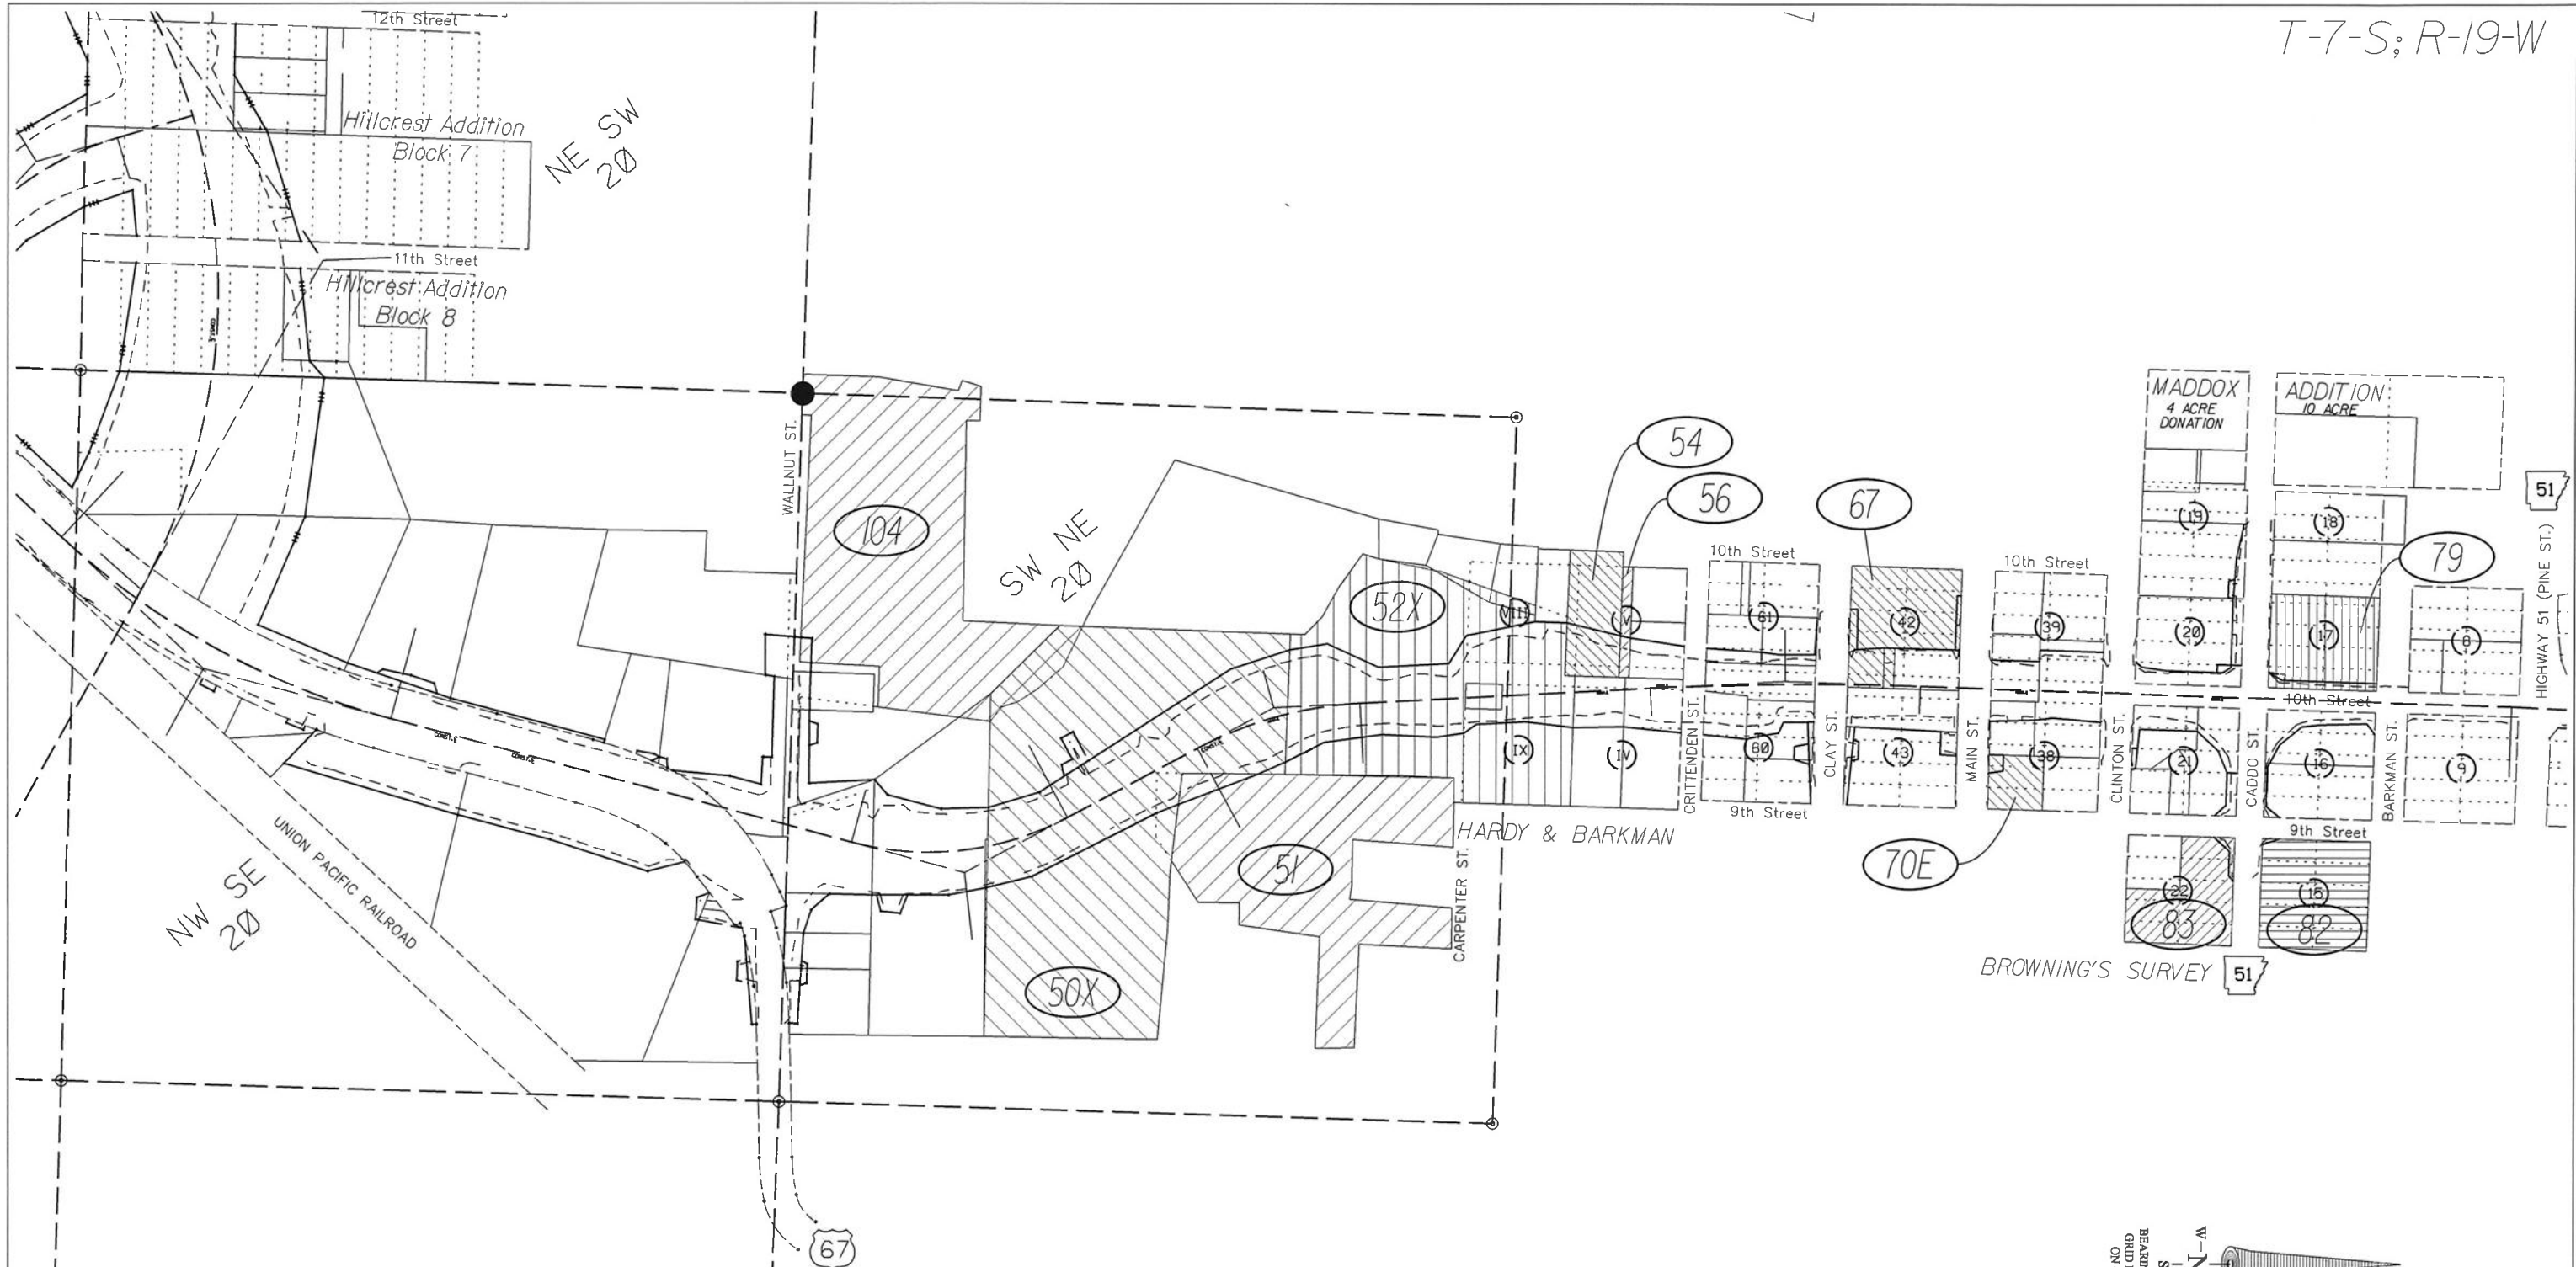 T-7-S; R-19-W
12th Street
Hillcrest Addition
Block 7
NE SW
20
11th Street
Hillcrest Addition
Block 8
MADDOX
4 ACRE
DONATION
ADDITION
10 ACRE
51
HIGHWAY 51 (PINE ST.)
WALLNUT ST.
104
SW NE
20
54
56
67
79
52X
VIII
V
10th Street
61
42
10th Street
39
19
18
20
17
8
10th Street
IX
IV
CRITTENDEN ST.
60
CLAY ST.
43
MAIN ST.
38
CLINTON ST.
21
CADDO ST.
16
BARKMAN ST.
9
HARDY & BARKMAN
9th Street
9th Street
CARPENTER ST.
51
70E
22
83
15
82
BROWNING'S SURVEY
51
50X
UNION PACIFIC RAILROAD
NW SE
20
67
CONST. ℄
CONST. ℄
W
N
S
GRID
ON